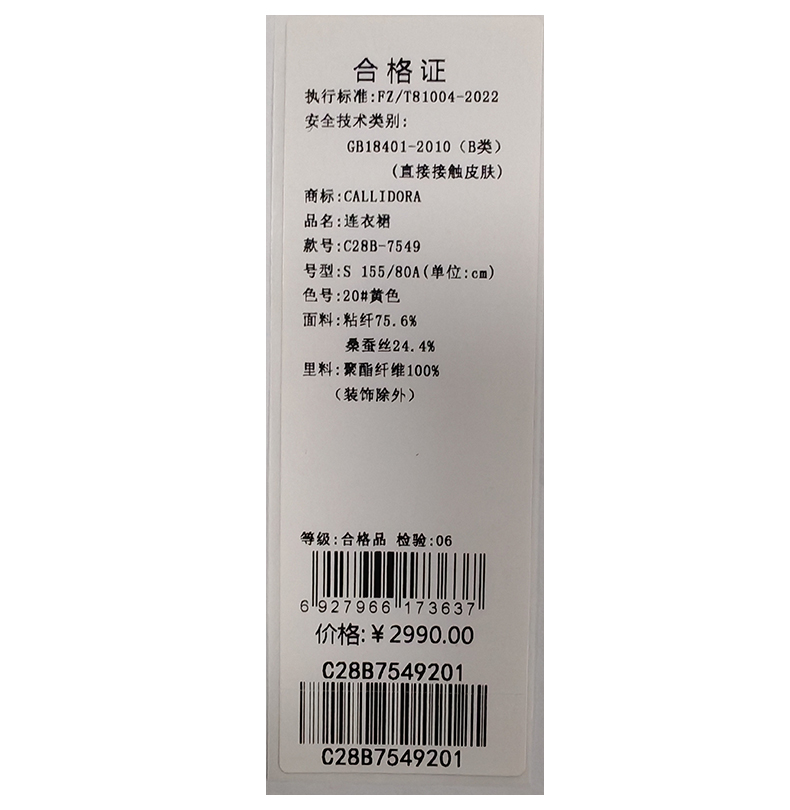 合格证
执行标准:FZ/T81004-2022
安全技术类别:
GB18401-2010（B类）
(直接接触皮肤)
商标:CALLIDORA
品名:连衣裙
款号:C28B-7549
号型:S 155/80A(单位:cm)
色号:20#黄色
面料:粘纤75.6%
桑蚕丝24.4%
里料:聚酯纤维100%
（装饰除外）
等级:合格品 检验:06
6 927966 173637
价格:￥2990.00
C28B7549201
C28B7549201